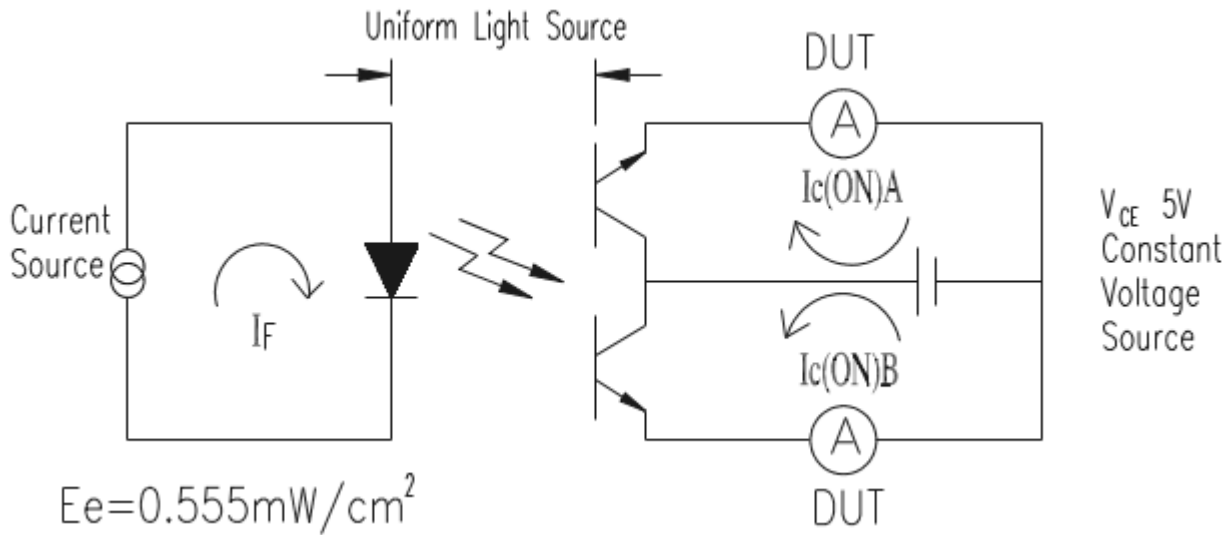 Uniform Light Source
DUT
A
Ic(ON)A
Current
Source
IF
VCE 5V
Constant
Voltage
Source
Ic(ON)B
A
DUT
Ee=0.555mW/cm²